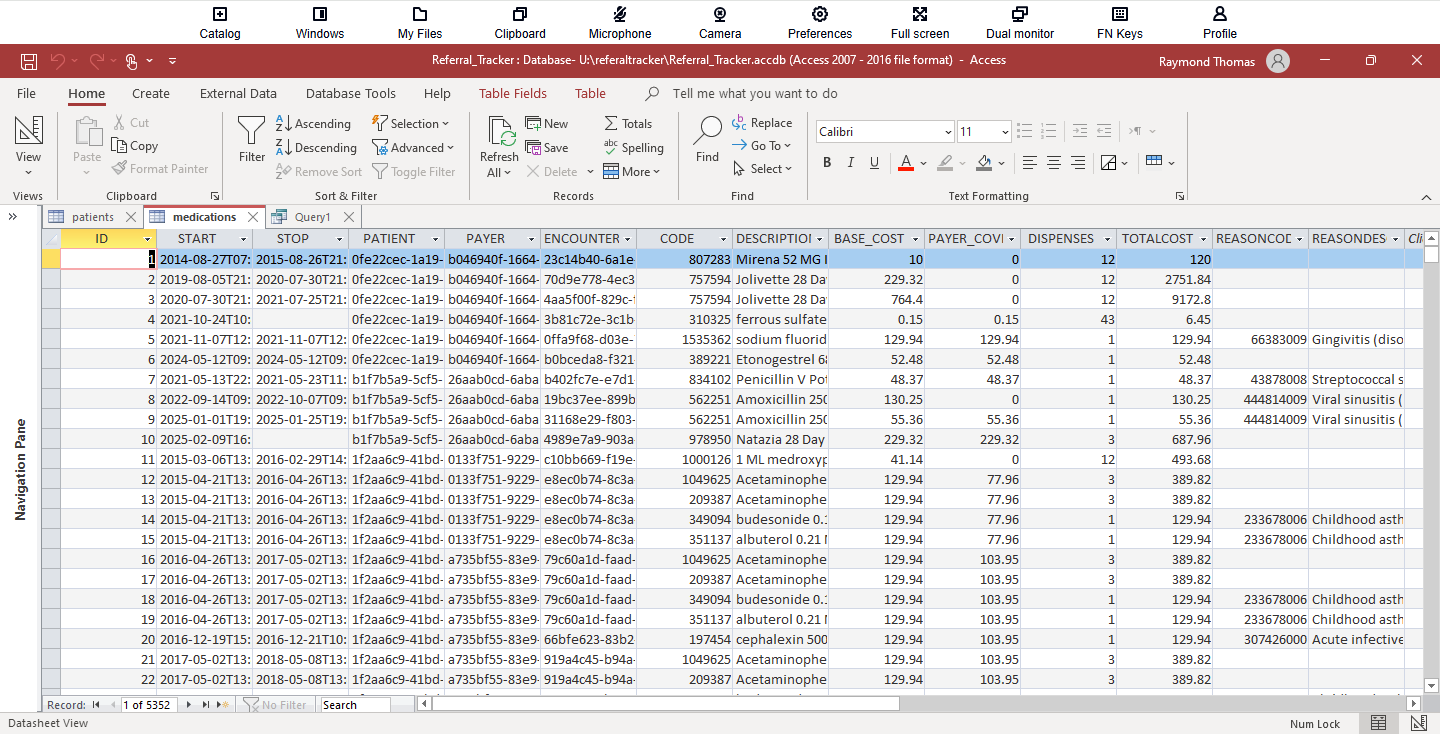 Catalog Windows My Files Clipboard Microphone Camera Preferences Full screen Dual monitor FN Keys Profile
Referral_Tracker : Database- U:\referaltracker\Referral_Tracker.accdb (Access 2007 - 2016 file format) - Access Raymond Thomas
File Home Create External Data Database Tools Help Table Fields Table Tell me what you want to do
View Paste Cut Copy Format Painter Filter Ascending Descending Remove Sort Selection Advanced Toggle Filter Refresh All New Save Delete Totals Spelling More Find Replace Go To Select Calibri 11 B I U A
Views Clipboard Sort & Filter Records Find Text Formatting
patients medications Query1
Navigation Pane
ID START STOP PATIENT PAYER ENCOUNTER CODE DESCRIPTION BASE_COST PAYER_COVI DISPENSES TOTALCOST REASONCOD REASONDES Cli
1 2014-08-27T07: 2015-08-26T21: 0fe22cec-1a19- b046940f-1664- 23c14b40-6a1e 807283 Mirena 52 MG 10 0 12 120
2 2019-08-05T21: 2020-07-30T21: 0fe22cec-1a19- b046940f-1664- 70d9e778-4ec3 757594 Jolivette 28 Da 229.32 0 12 2751.84
3 2020-07-30T21: 2021-07-25T21: 0fe22cec-1a19- b046940f-1664- 4aa5f00f-829c- 757594 Jolivette 28 Da 764.4 0 12 9172.8
4 2021-10-24T10: 0fe22cec-1a19- b046940f-1664- 3b81c72e-3c1b 310325 ferrous sulfate 0.15 0.15 43 6.45
5 2021-11-07T12: 2021-11-07T12: 0fe22cec-1a19- b046940f-1664- 0ffa9f68-d03e- 1535362 sodium fluorid 129.94 129.94 1 129.94 66383009 Gingivitis (diso
6 2024-05-12T09: 2024-05-12T09: 0fe22cec-1a19- b046940f-1664- b0bceda8-f321 389221 Etonogestrel 68 52.48 52.48 1 52.48
7 2021-05-13T22: 2021-05-23T11: b1f7b5a9-5cf5- 26aab0cd-6aba b402fc7e-e7d1 834102 Penicillin V Pot 48.37 48.37 1 48.37 43878008 Streptococcal s
8 2022-09-14T09: 2022-10-07T09: b1f7b5a9-5cf5- 26aab0cd-6aba 19bc37ee-899b 562251 Amoxicillin 250 130.25 0 1 130.25 444814009 Viral sinusitis (
9 2025-01-01T19: 2025-01-25T19: b1f7b5a9-5cf5- 26aab0cd-6aba 31168e29-f803- 562251 Amoxicillin 250 55.36 55.36 1 55.36 444814009 Viral sinusitis (
10 2025-02-09T16: b1f7b5a9-5cf5- 26aab0cd-6aba 4989e7a9-903a 978950 Natazia 28 Day 229.32 229.32 3 687.96
11 2015-03-06T13: 2016-02-29T14: 1f2aa6c9-41bd- 0133f751-9229- c10bb669-f19e- 1000126 1 ML medroxyp 41.14 0 12 493.68
12 2015-04-21T13: 2016-04-26T13: 1f2aa6c9-41bd- 0133f751-9229- e8ec0b74-8c3a 1049625 Acetaminophe 129.94 77.96 3 389.82
13 2015-04-21T13: 2016-04-26T13: 1f2aa6c9-41bd- 0133f751-9229- e8ec0b74-8c3a 209387 Acetaminophe 129.94 77.96 3 389.82
14 2015-04-21T13: 2016-04-26T13: 1f2aa6c9-41bd- 0133f751-9229- e8ec0b74-8c3a 349094 budesonide 0. 129.94 77.96 1 129.94 233678006 Childhood asth
15 2015-04-21T13: 2016-04-26T13: 1f2aa6c9-41bd- 0133f751-9229- e8ec0b74-8c3a 351137 albuterol 0.21 129.94 77.96 1 129.94 233678006 Childhood asth
16 2016-04-26T13: 2017-05-02T13: 1f2aa6c9-41bd- a735bf55-83e9- 79c60a1d-faad- 1049625 Acetaminophe 129.94 103.95 3 389.82
17 2016-04-26T13: 2017-05-02T13: 1f2aa6c9-41bd- a735bf55-83e9- 79c60a1d-faad- 209387 Acetaminophe 129.94 103.95 3 389.82
18 2016-04-26T13: 2017-05-02T13: 1f2aa6c9-41bd- a735bf55-83e9- 79c60a1d-faad- 349094 budesonide 0. 129.94 103.95 1 129.94 233678006 Childhood asth
19 2016-04-26T13: 2017-05-02T13: 1f2aa6c9-41bd- a735bf55-83e9- 79c60a1d-faad- 351137 albuterol 0.21 129.94 103.95 1 129.94 233678006 Childhood asth
20 2016-12-19T15: 2016-12-21T10: 1f2aa6c9-41bd- a735bf55-83e9- 66bfe623-83b2 197454 cephalexin 500 129.94 103.95 1 129.94 307426000 Acute infective
21 2017-05-02T13: 2018-05-08T13: 1f2aa6c9-41bd- a735bf55-83e9- 919a4c45-b94a 1049625 Acetaminophe 129.94 103.95 3 389.82
22 2017-05-02T13: 2018-05-08T13: 1f2aa6c9-41bd- a735bf55-83e9- 919a4c45-b94a 209387 Acetaminophe 129.94 103.95 3 389.82
Record: 1 of 5352 No Filter Search
Datasheet View Num Lock